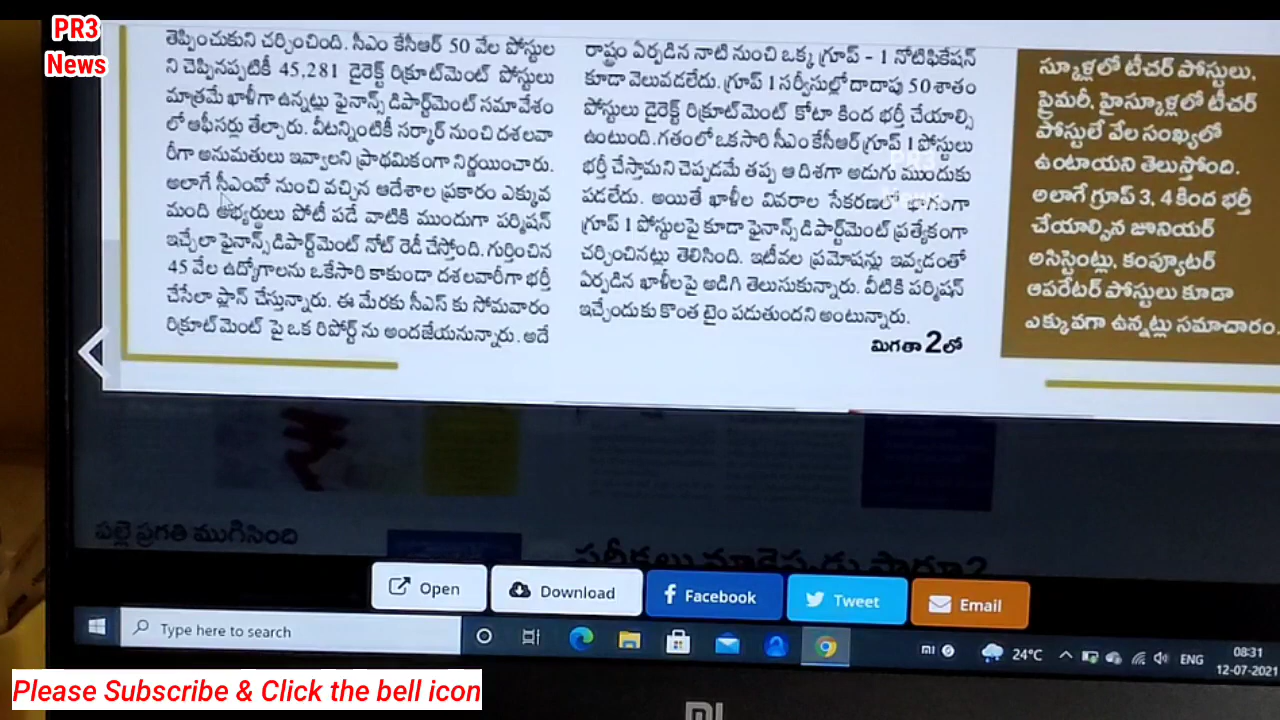 PR3
News
తెప్పించుకుని చర్చించింది. సీఎం కేసీఆర్ 50 వేల పోస్టుల
ని చెప్పినప్పటికీ 45,281 డైరెక్ట్ రిక్రూట్‌మెంట్ పోస్టులు
మాత్రమే ఖాళీగా ఉన్నట్లు ఫైనాన్స్ డిపార్ట్‌మెంట్ సమావేశం
లో ఆఫీసర్లు తేల్చారు. వీటన్నింటికీ సర్కార్ నుంచి దశలవా
రీగా అనుమతులు ఇవ్వాలని ప్రాథమికంగా నిర్ణయించారు.
అలాగే సీఎంవో నుంచి వచ్చిన ఆదేశాల ప్రకారం ఎక్కువ
మంది అభ్యర్థులు పోటీ పడే వాటికి ముందుగా పర్మిషన్
ఇచ్చేలా ఫైనాన్స్ డిపార్ట్‌మెంట్ నోట్ రెడీ చేస్తోంది. గుర్తించిన
45 వేల ఉద్యోగాలను ఒకేసారి కాకుండా దశలవారీగా భర్తీ
చేసేలా ప్లాన్ చేస్తున్నారు. ఈ మేరకు సీఎస్ కు సోమవారం
రిక్రూట్ మెంట్ పై ఒక రిపోర్ట్ ను అందజేయనున్నారు. అదే
రాష్ట్రం ఏర్పడిన నాటి నుంచి ఒక్క గ్రూప్ - 1 నోటిఫికేషన్
కూడా వెలువడలేదు. గ్రూప్ 1 సర్వీసుల్లో దాదాపు 50 శాతం
పోస్టులు డైరెక్ట్ రిక్రూట్‌మెంట్ కోటా కింద భర్తీ చేయాల్సి
ఉంటుంది. గతంలో ఒకసారి సీఎం కేసీఆర్ గ్రూప్ 1 పోస్టులు
భర్తీ చేస్తామని చెప్పడమే తప్ప ఆ దిశగా అడుగు ముందుకు
పడలేదు. అయితే ఖాళీల వివరాల సేకరణలో భాగంగా
గ్రూప్ 1 పోస్టులపై కూడా ఫైనాన్స్ డిపార్ట్‌మెంట్ ప్రత్యేకంగా
చర్చించినట్లు తెలిసింది. ఇటీవల ప్రమోషన్లు ఇవ్వడంతో
ఏర్పడిన ఖాళీలపై అడిగి తెలుసుకున్నారు. వీటికి పర్మిషన్
ఇచ్చేందుకు కొంత టైం పడుతుందని అంటున్నారు.
మిగతా 2లో
స్కూళ్లలో టీచర్ పోస్టులు,
ప్రైమరీ, హైస్కూళ్లలో టీచర్
పోస్టులే వేల సంఖ్యలో
ఉంటాయని తెలుస్తోంది.
అలాగే గ్రూప్ 3, 4 కింద భర్తీ
చేయాల్సిన జూనియర్
అసిస్టెంట్లు, కంప్యూటర్
ఆపరేటర్ పోస్టులు కూడా
ఎక్కువగా ఉన్నట్లు సమాచారం.
PR3
News
పల్లె ప్రగతి ముగిసింది
Open
Download
Facebook
Tweet
Email
Type here to search
24°C
ENG
08:31
12-07-2021
Please Subscribe & Click the bell icon
mi